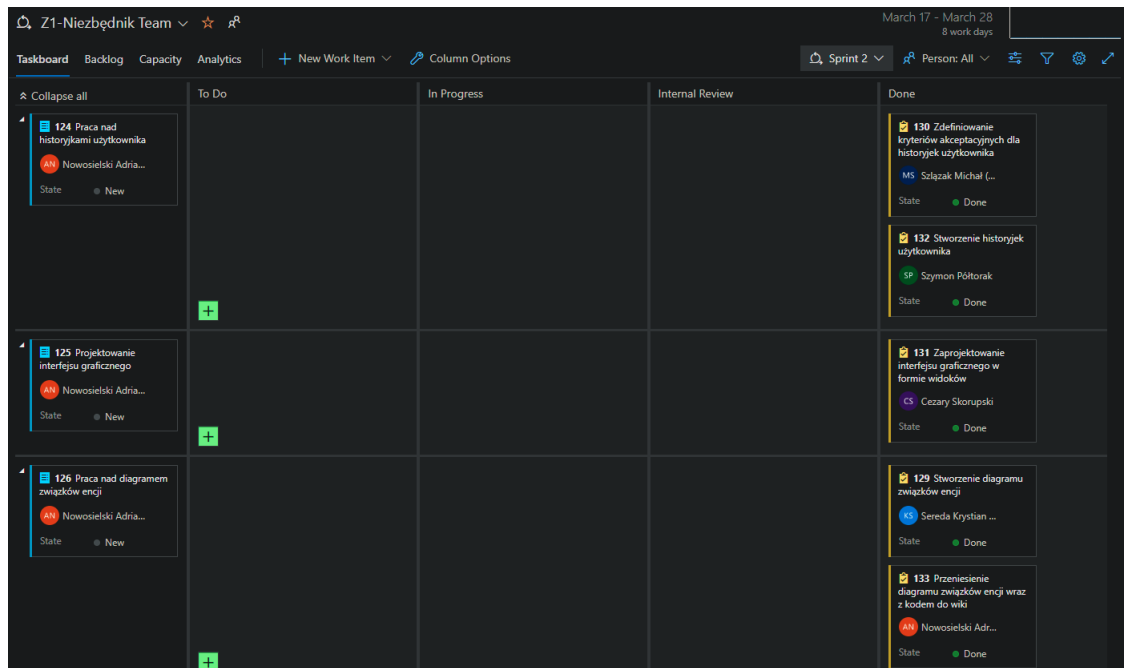 Z1-Niezbędnik Team
March 17 - March 28
8 work days
Taskboard Backlog Capacity Analytics New Work Item Column Options Sprint 2 Person: All
Collapse all To Do In Progress Internal Review Done
124 Praca nad
historyjkami użytkownika
AN Nowosielski Adria...
State New
130 Zdefiniowanie
kryteriów akceptacyjnych dla
historyjek użytkownika
MS Szlązak Michał (...
State Done
132 Stworzenie historyjek
użytkownika
SP Szymon Półtorak
State Done
125 Projektowanie
interfejsu graficznego
AN Nowosielski Adria...
State New
131 Zaprojektowanie
interfejsu graficznego w
formie widoków
CS Cezary Skorupski
State Done
126 Praca nad diagramem
związków encji
AN Nowosielski Adria...
State New
129 Stworzenie diagramu
związków encji
KS Sereda Krystian ...
State Done
133 Przeniesienie
diagramu związków encji wraz
z kodem do wiki
AN Nowosielski Adr...
State Done